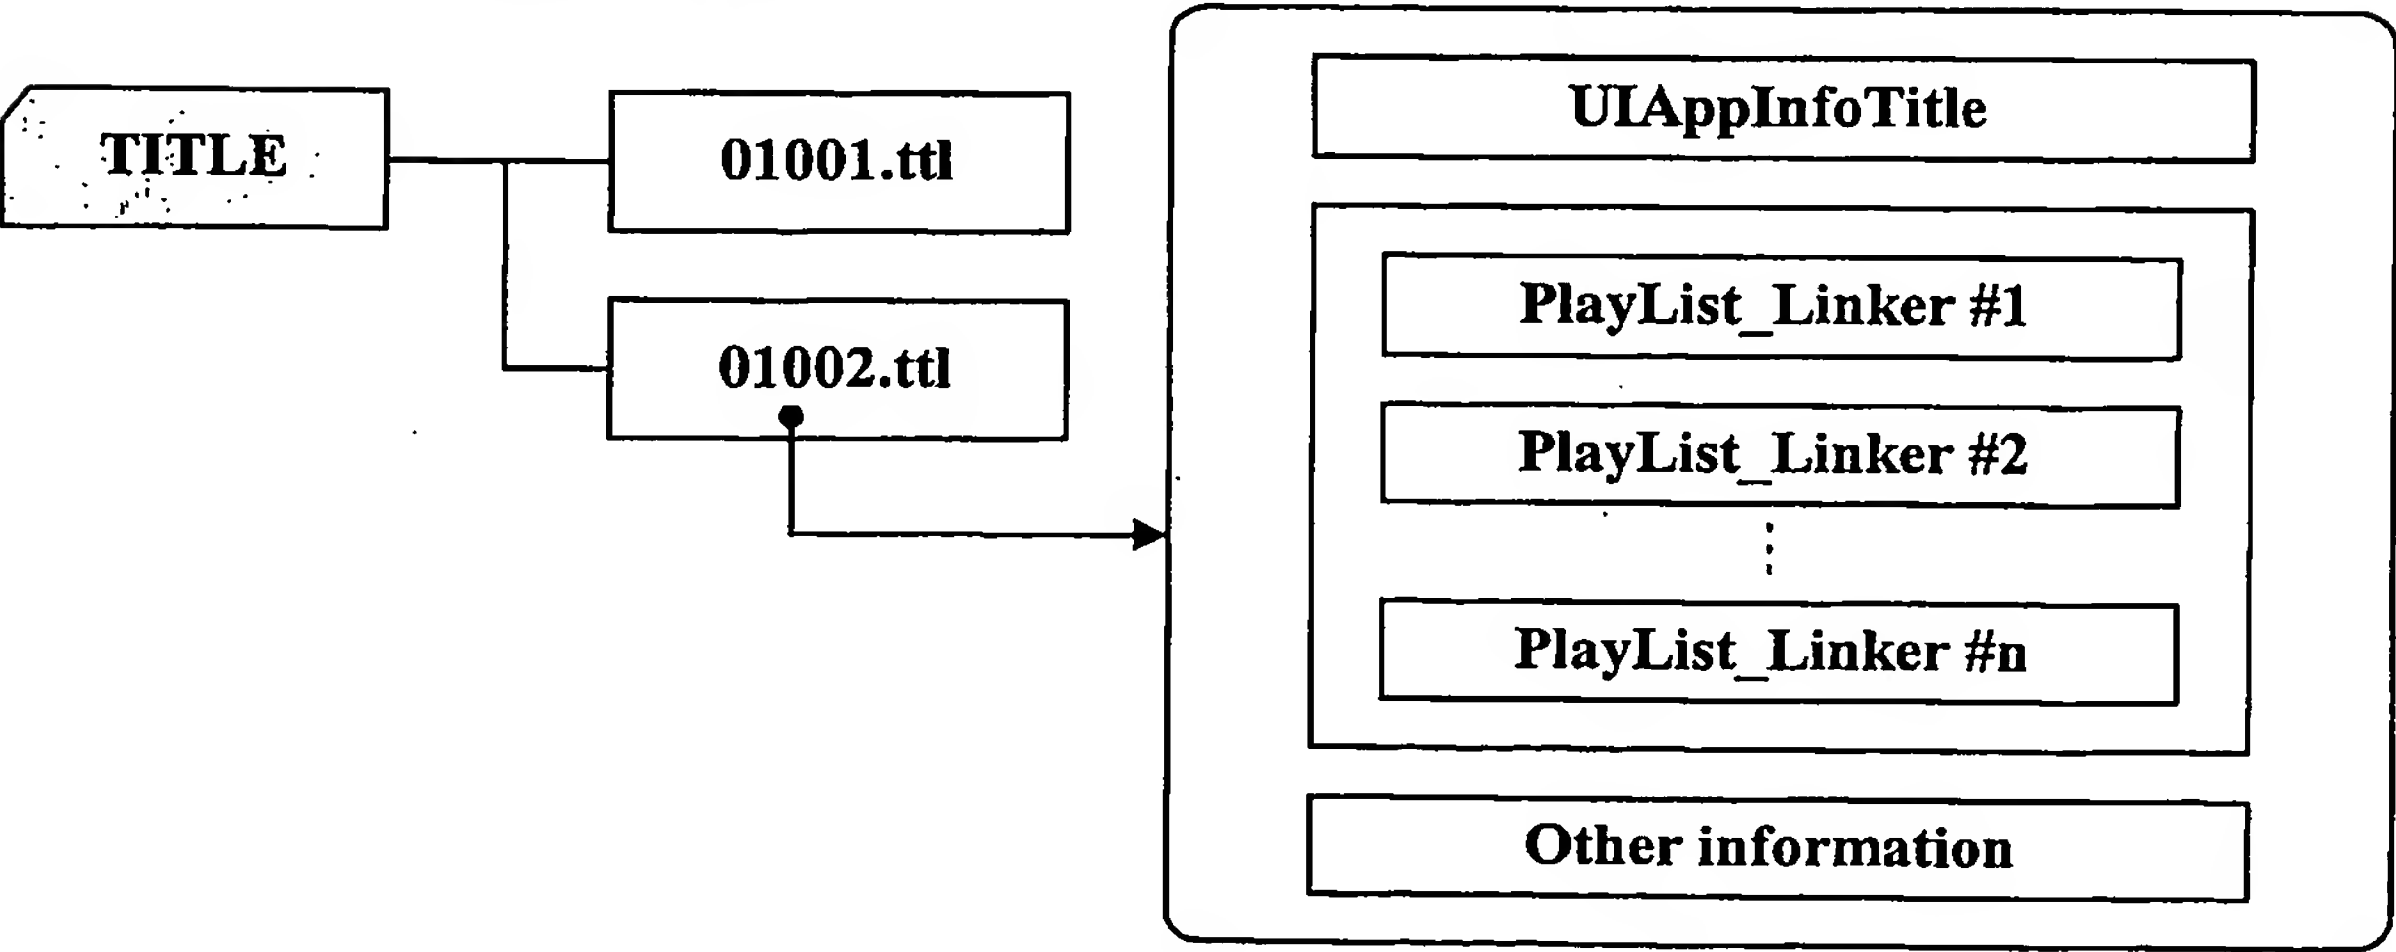 TITLE
01001.ttl
01002.ttl
UIAppInfoTitle
PlayList_Linker #1
PlayList_Linker #2
PlayList_Linker #n
Other information